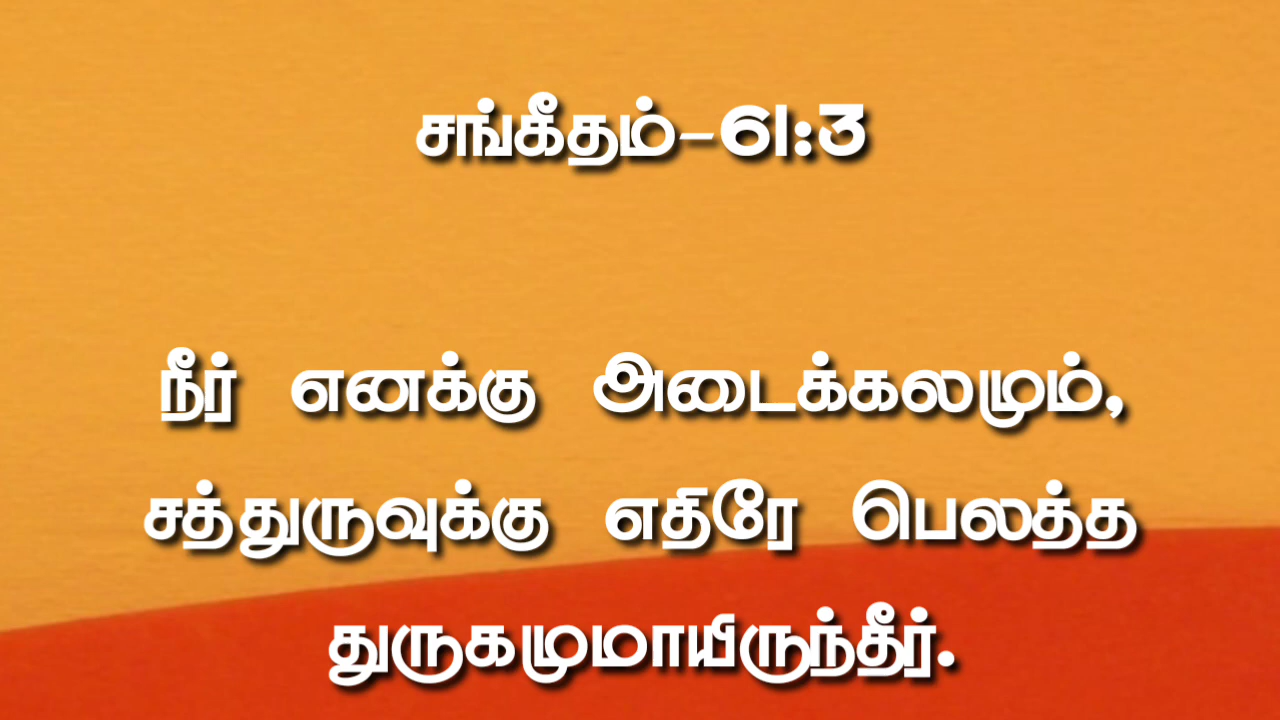 சங்கீதம்-61:3
நீர் எனக்கு அடைக்கலமும்,
சத்துருவுக்கு எதிரே பெலத்த
துருகமுமாயிருந்தீர்.